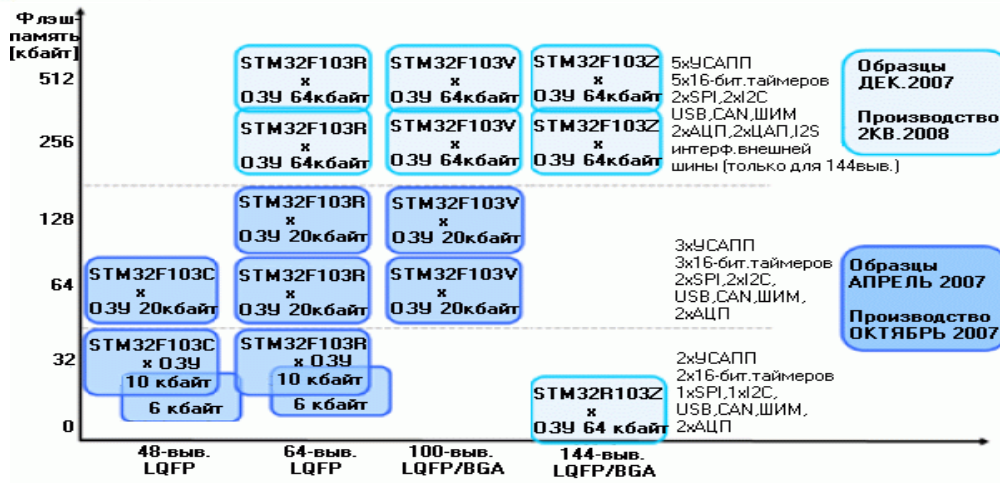 Флэш-
память
[кбайт]
512
256
128
64
32
0
STM32F103R
x
ОЗУ 64кбайт
STM32F103V
x
ОЗУ 64кбайт
STM32F103Z
x
ОЗУ 64кбайт
STM32F103R
x
ОЗУ 64кбайт
STM32F103V
x
ОЗУ 64кбайт
STM32F103Z
x
ОЗУ 64кбайт
5хУСАПП
5х16-бит.таймеров
2xSPI,2xI2C
USB,CAN,ШИМ
2хАЦП,2хЦАП,I2S
интерф.внешней
шины (только для 144выв.)
Образцы
ДЕК.2007
Производство
2КВ.2008
STM32F103R
x
ОЗУ 20кбайт
STM32F103V
x
ОЗУ 20кбайт
STM32F103C
x
ОЗУ 20кбайт
STM32F103R
x
ОЗУ 20кбайт
STM32F103V
x
ОЗУ 20кбайт
3хУСАПП
3х16-бит.таймеров
2xSPI,2xI2C,
USB,CAN,ШИМ,
2хАЦП
Образцы
АПРЕЛЬ 2007
Производство
ОКТЯБРЬ 2007
STM32F103C
x ОЗУ
10 кбайт
6 кбайт
STM32F103R
x ОЗУ
10 кбайт
6 кбайт
STM32R103Z
x
ОЗУ 64 кбайт
2хУСАПП
2х16-бит.таймеров
1xSPI,1xI2C,
USB,CAN,ШИМ,
2хАЦП
48-выв.
LQFP
64-выв.
LQFP
100-выв.
LQFP/BGA
144-выв.
LQFP/BGA